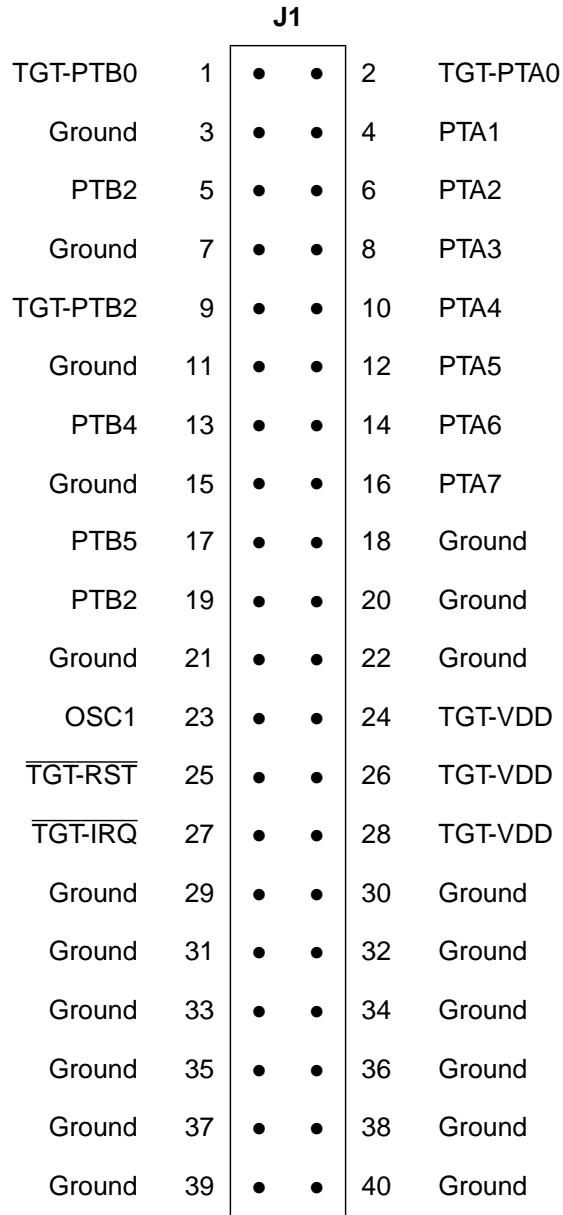 J1
TGT-PTB0 1 2 TGT-PTA0
Ground 3 4 PTA1
PTB2 5 6 PTA2
Ground 7 8 PTA3
TGT-PTB2 9 10 PTA4
Ground 11 12 PTA5
PTB4 13 14 PTA6
Ground 15 16 PTA7
PTB5 17 18 Ground
PTB2 19 20 Ground
Ground 21 22 Ground
OSC1 23 24 TGT-VDD
TGT-RST 25 26 TGT-VDD
TGT-IRQ 27 28 TGT-VDD
Ground 29 30 Ground
Ground 31 32 Ground
Ground 33 34 Ground
Ground 35 36 Ground
Ground 37 38 Ground
Ground 39 40 Ground